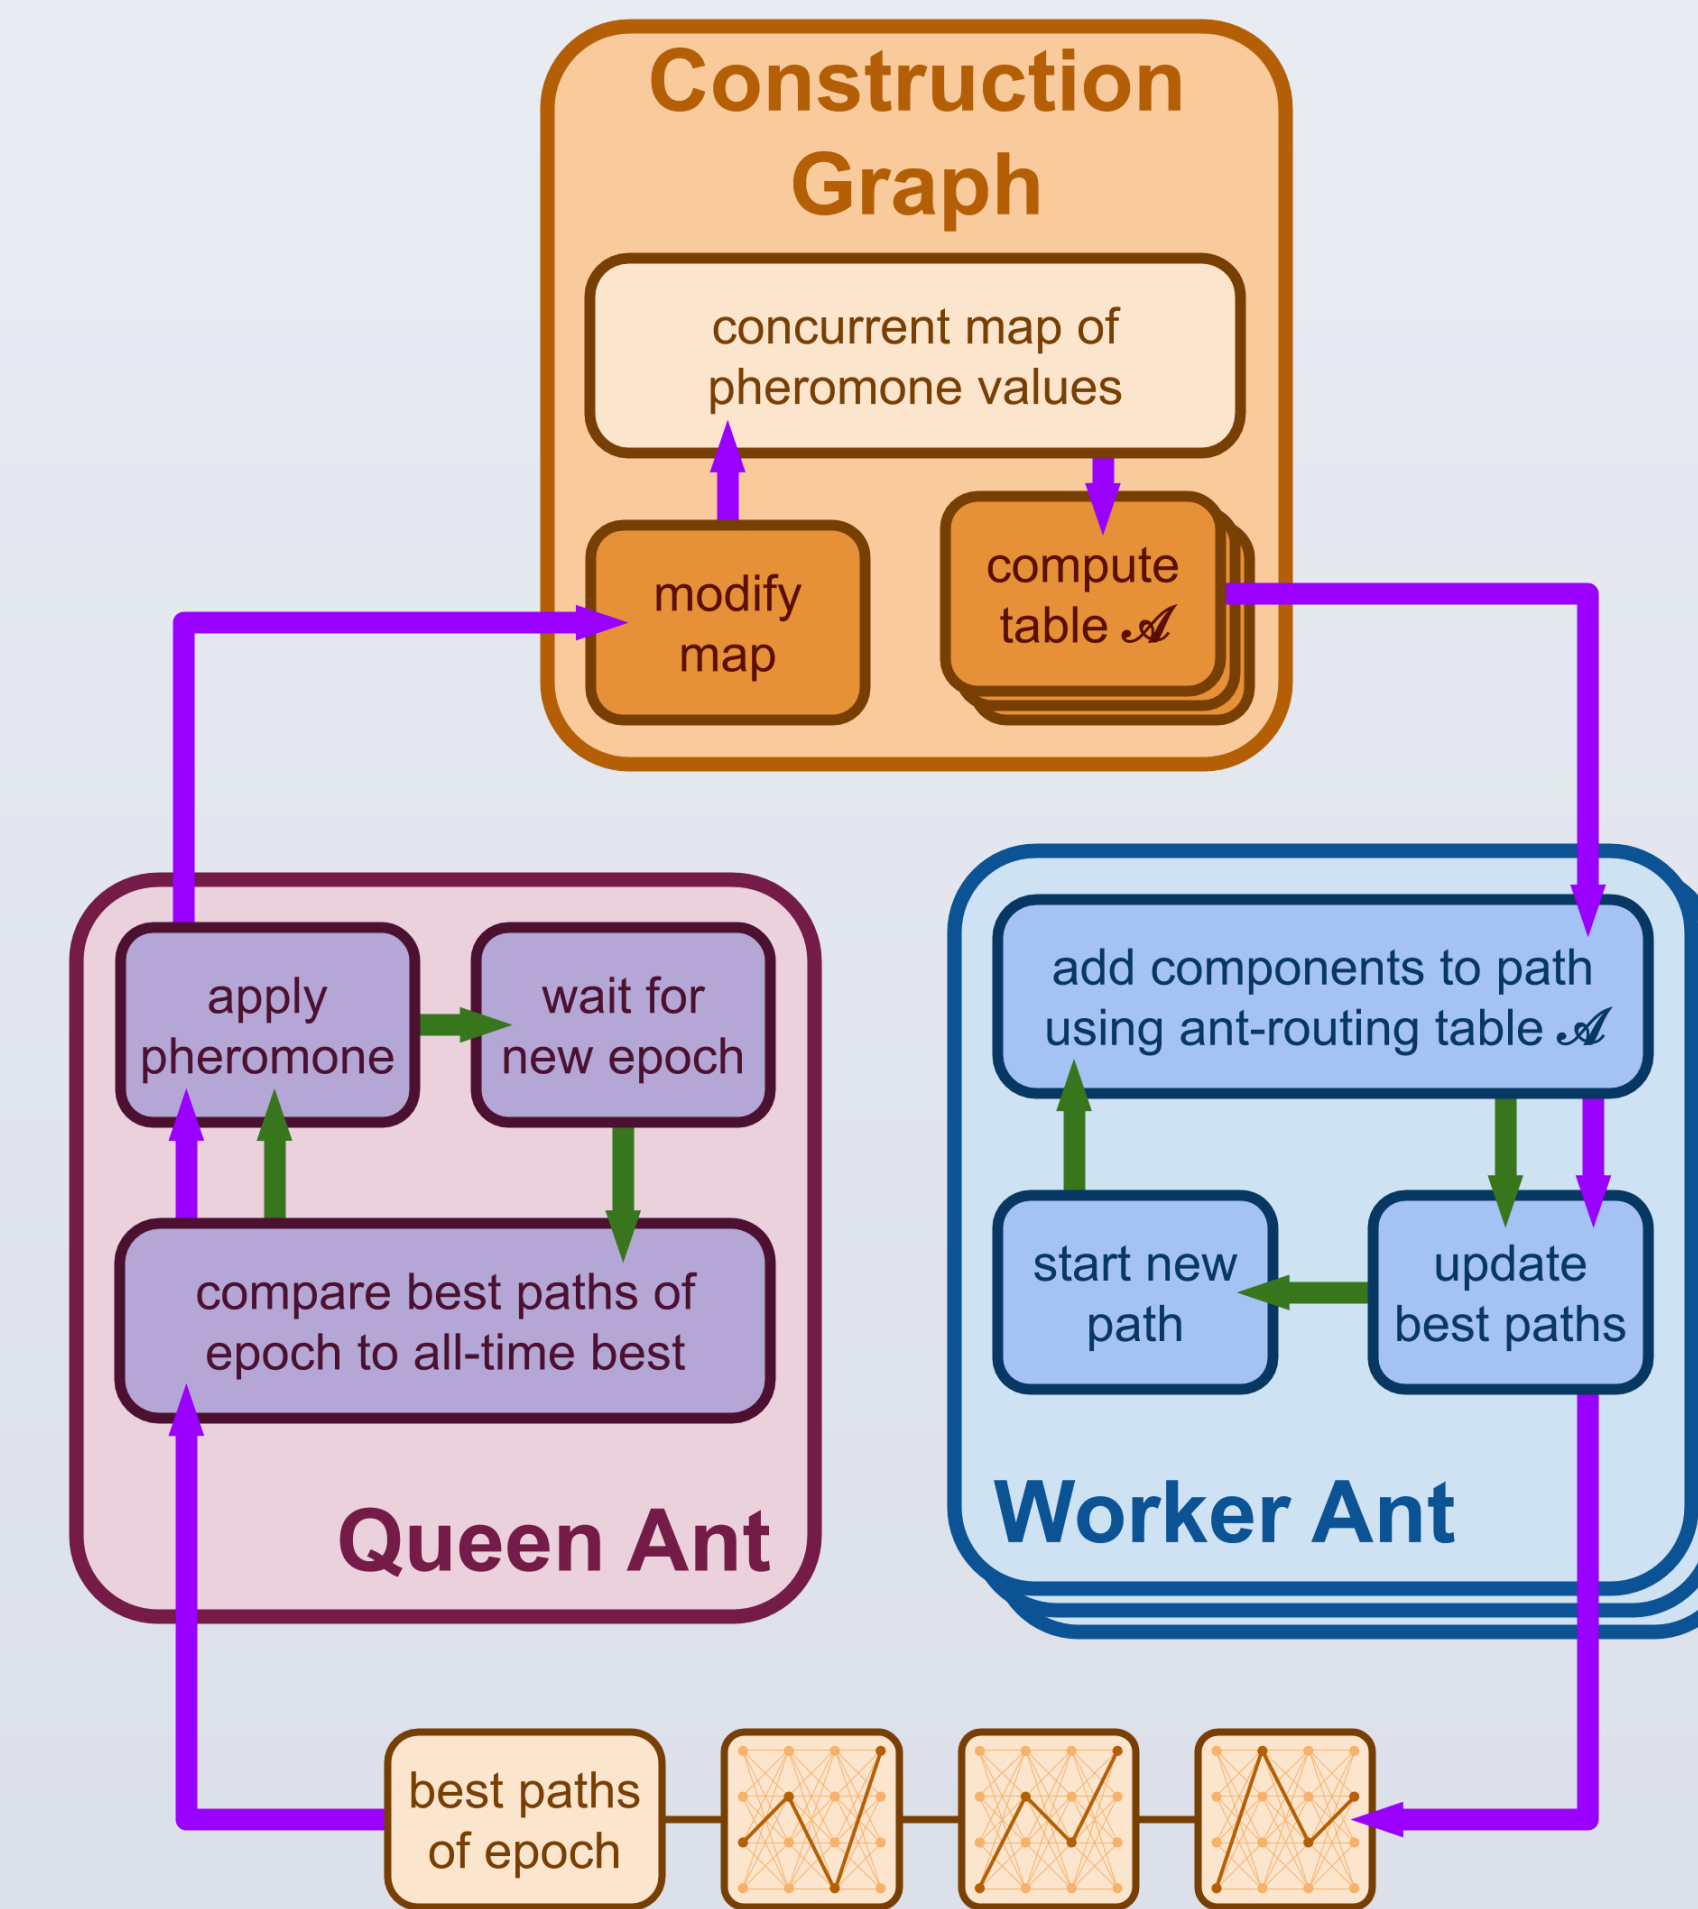 Construction
Graph
concurrent map of
pheromone values
modify
map
compute
table 𝒜
apply
pheromone
wait for
new epoch
compare best paths of
epoch to all-time best
Queen Ant
add components to path
using ant-routing table 𝒜
start new
path
update
best paths
Worker Ant
best paths
of epoch